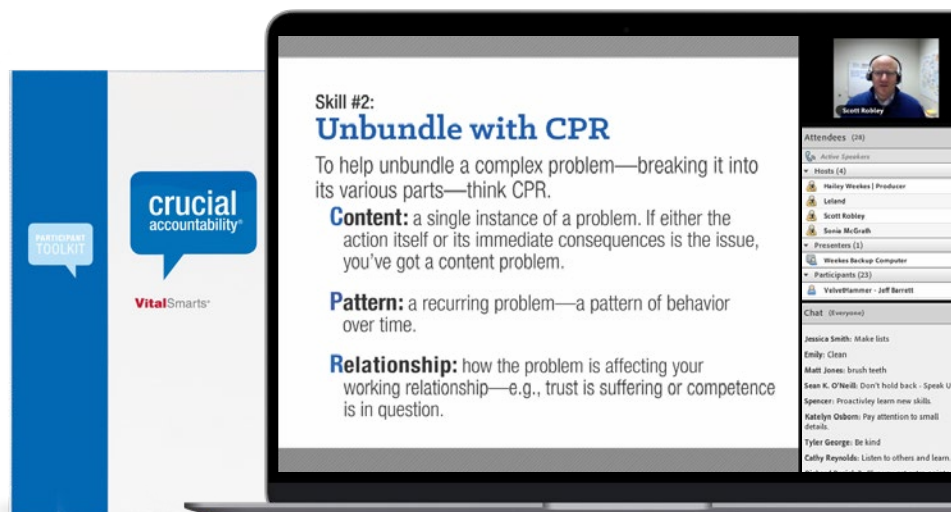 PARTICIPANT
TOOLKIT
crucial
accountability®
VitalSmarts
Skill #2:
Unbundle with CPR
To help unbundle a complex problem—breaking it into
its various parts—think CPR.
Content: a single instance of a problem. If either the
action itself or its immediate consequences is the issue,
you’ve got a content problem.
Pattern: a recurring problem—a pattern of behavior
over time.
Relationship: how the problem is affecting your
working relationship—e.g., trust is suffering or competence
is in question.
Scott Robley
Attendees (24)
Active Speakers
Hosts (4)
Hailey Weekes | Producer
Leland
Scott Robley
Sonia McGrath
Presenters (1)
Weekes Backup Computer
Participants (23)
VelvetHammer - Jeff Barrett
Chat (Everyone)
Jessica Smith: Make lists
Emily: Clean
Matt Jones: brush teeth
Sean K. O'Neill: Don't hold back - Speak U
Spencer: Proactivley learn new skills.
Katelyn Osborn: Pay attention to small
details.
Tyler George: Be kind
Cathy Reynolds: Listen to others and learn.